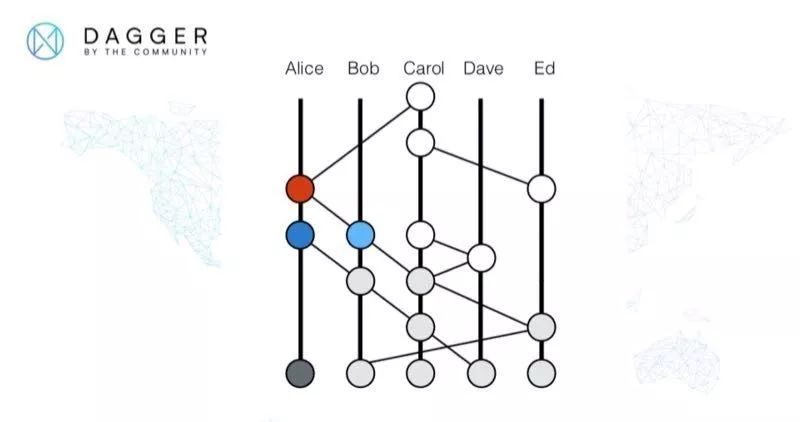 DAGGER
BY THE COMMUNITY
Alice Bob Carol Dave Ed